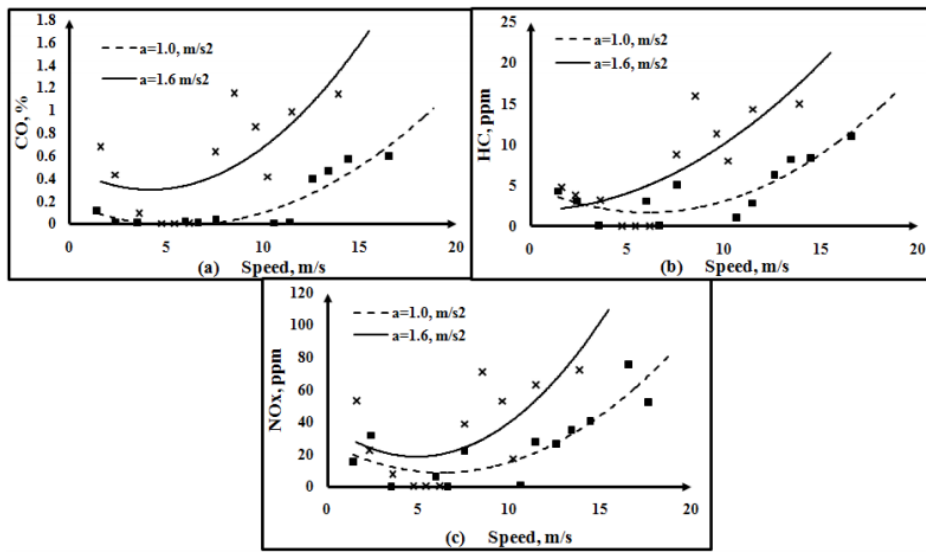 1.8
1.6
1.4
1.2
1
0.8
0.6
0.4
0.2
0
CO, %
a=1.0, m/s2
a=1.6 m/s2
0 5 10 15 20
(a) Speed, m/s
25
20
15
10
5
0
HC, ppm
a=1.0, m/s2
a=1.6, m/s2
0 5 10 15 20
(b) Speed, m/s
120
100
80
60
40
20
0
NOx, ppm
a=1.0, m/s2
a=1.6, m/s2
0 5 10 15 20
(c) Speed, m/s